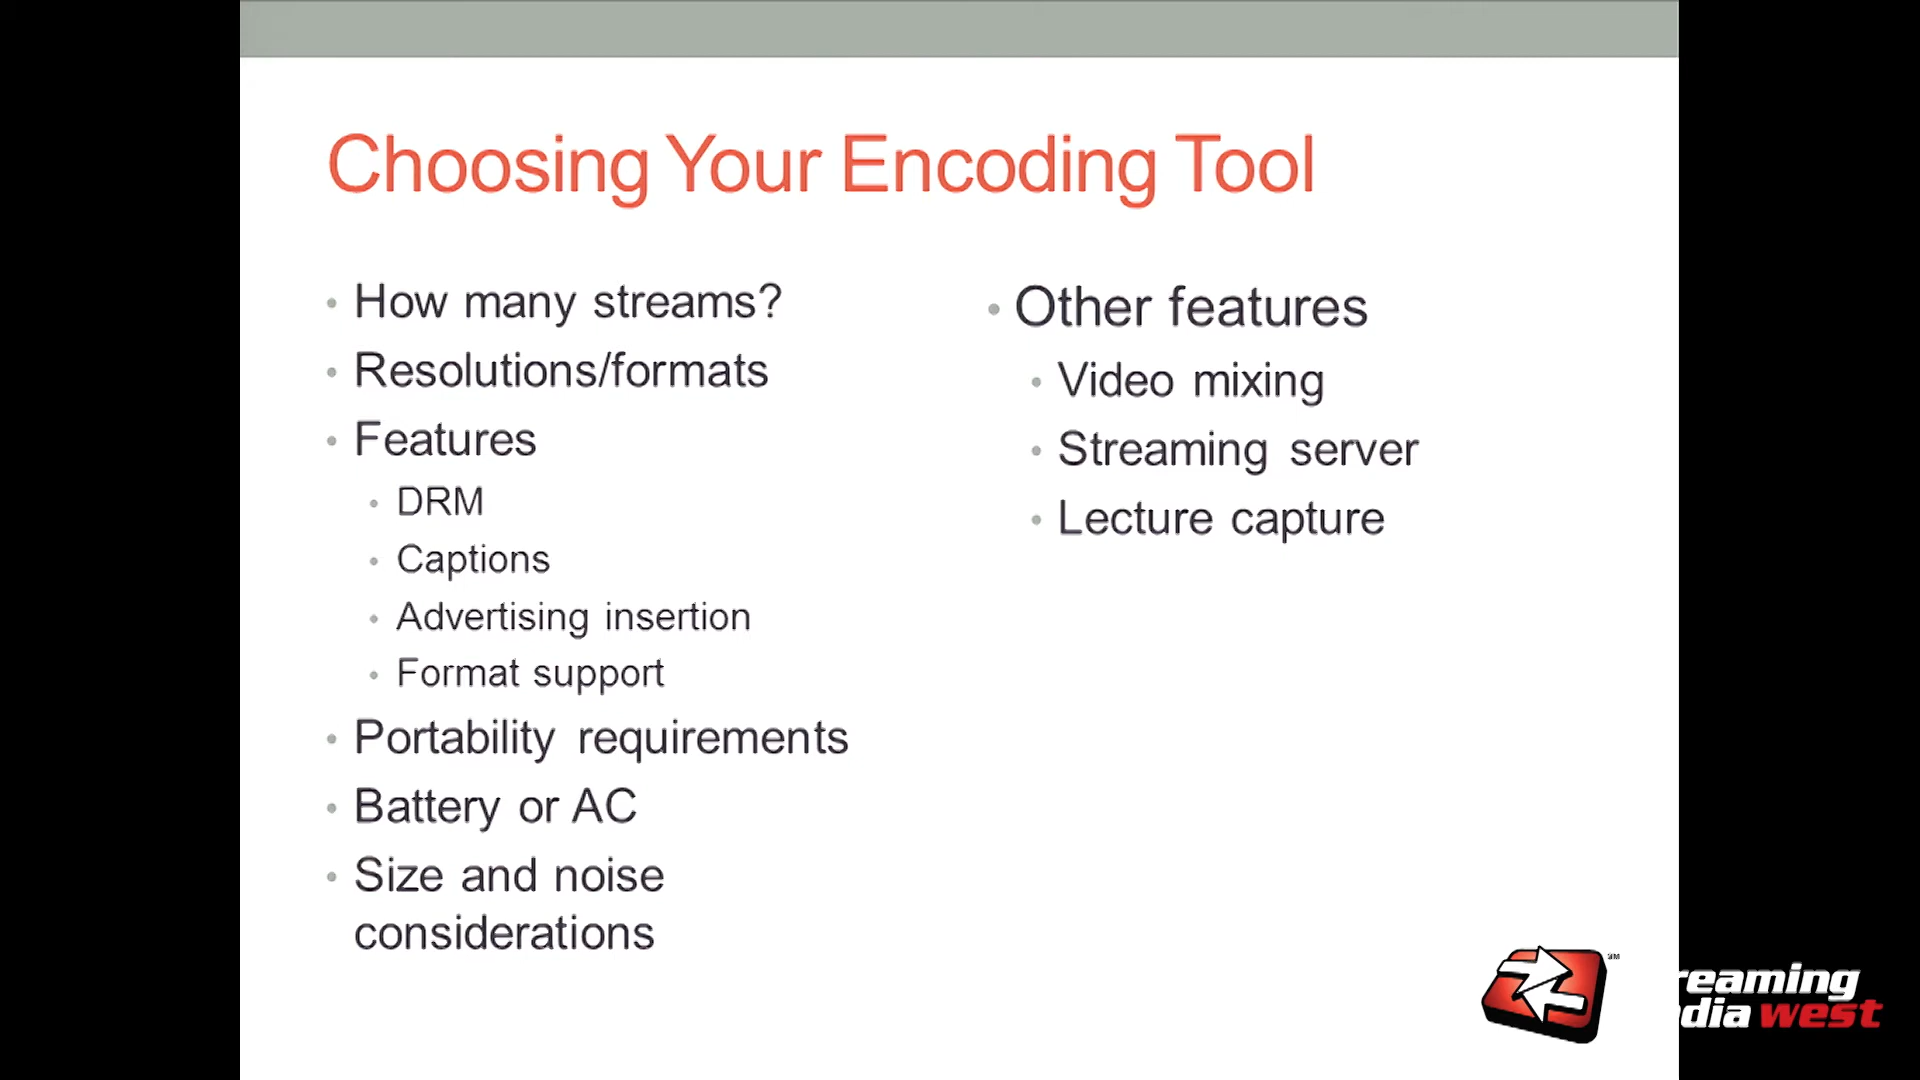 Choosing Your Encoding Tool
• How many streams?
• Resolutions/formats
• Features
• DRM
• Captions
• Advertising insertion
• Format support
• Portability requirements
• Battery or AC
• Size and noise
considerations
• Other features
• Video mixing
• Streaming server
• Lecture capture
SM
reaming
dia west